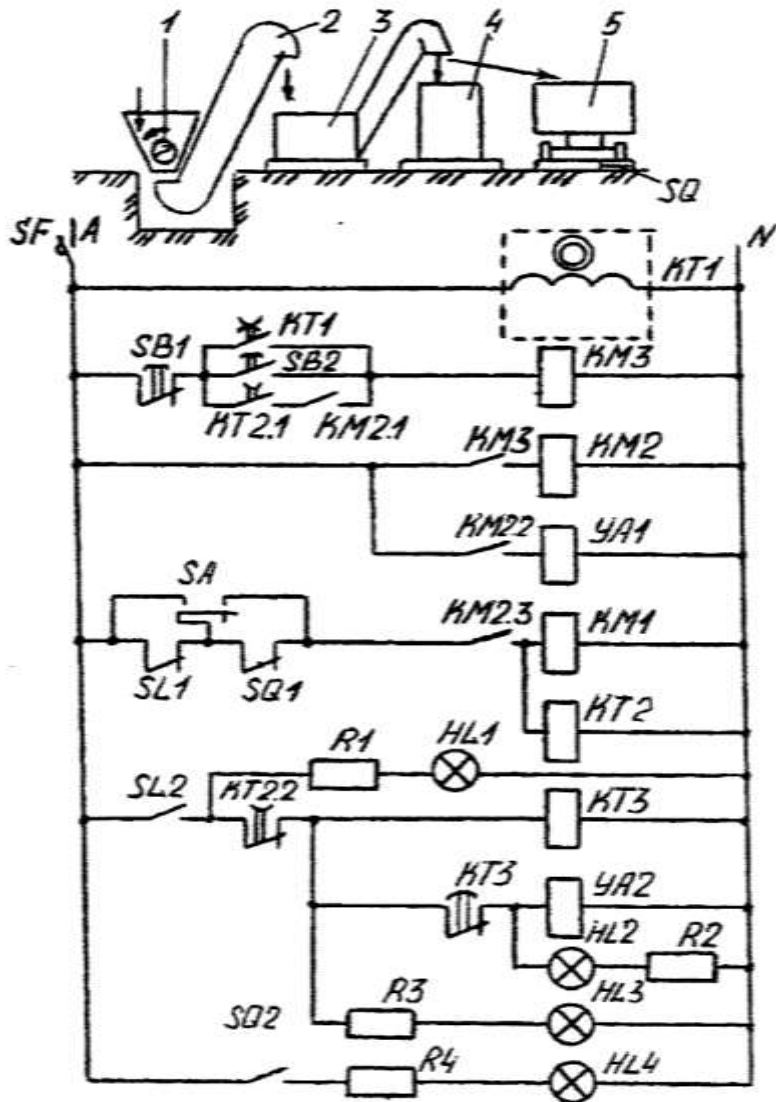 1 2 3 4 5
SQ
SF A N
KT1
SB1 KT1
SB2 KM3
KT2.1 KM2.1
KM3 KM2
KM22 YA1
SA
KM2.3 KM1
SL1 SQ1
KT2
R1 HL1
SL2 KT2.2 KT3
KT3 YA2
HL2 R2
R3 HL3
SQ2
R4 HL4